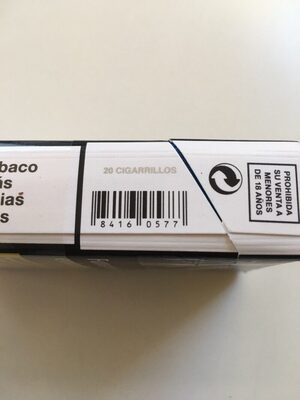 baco
ás
ias
s
20 CIGARRILLOS
8416 0577
PROHIBIDA
SU VENTA A
MENORES
DE 18 AÑOS